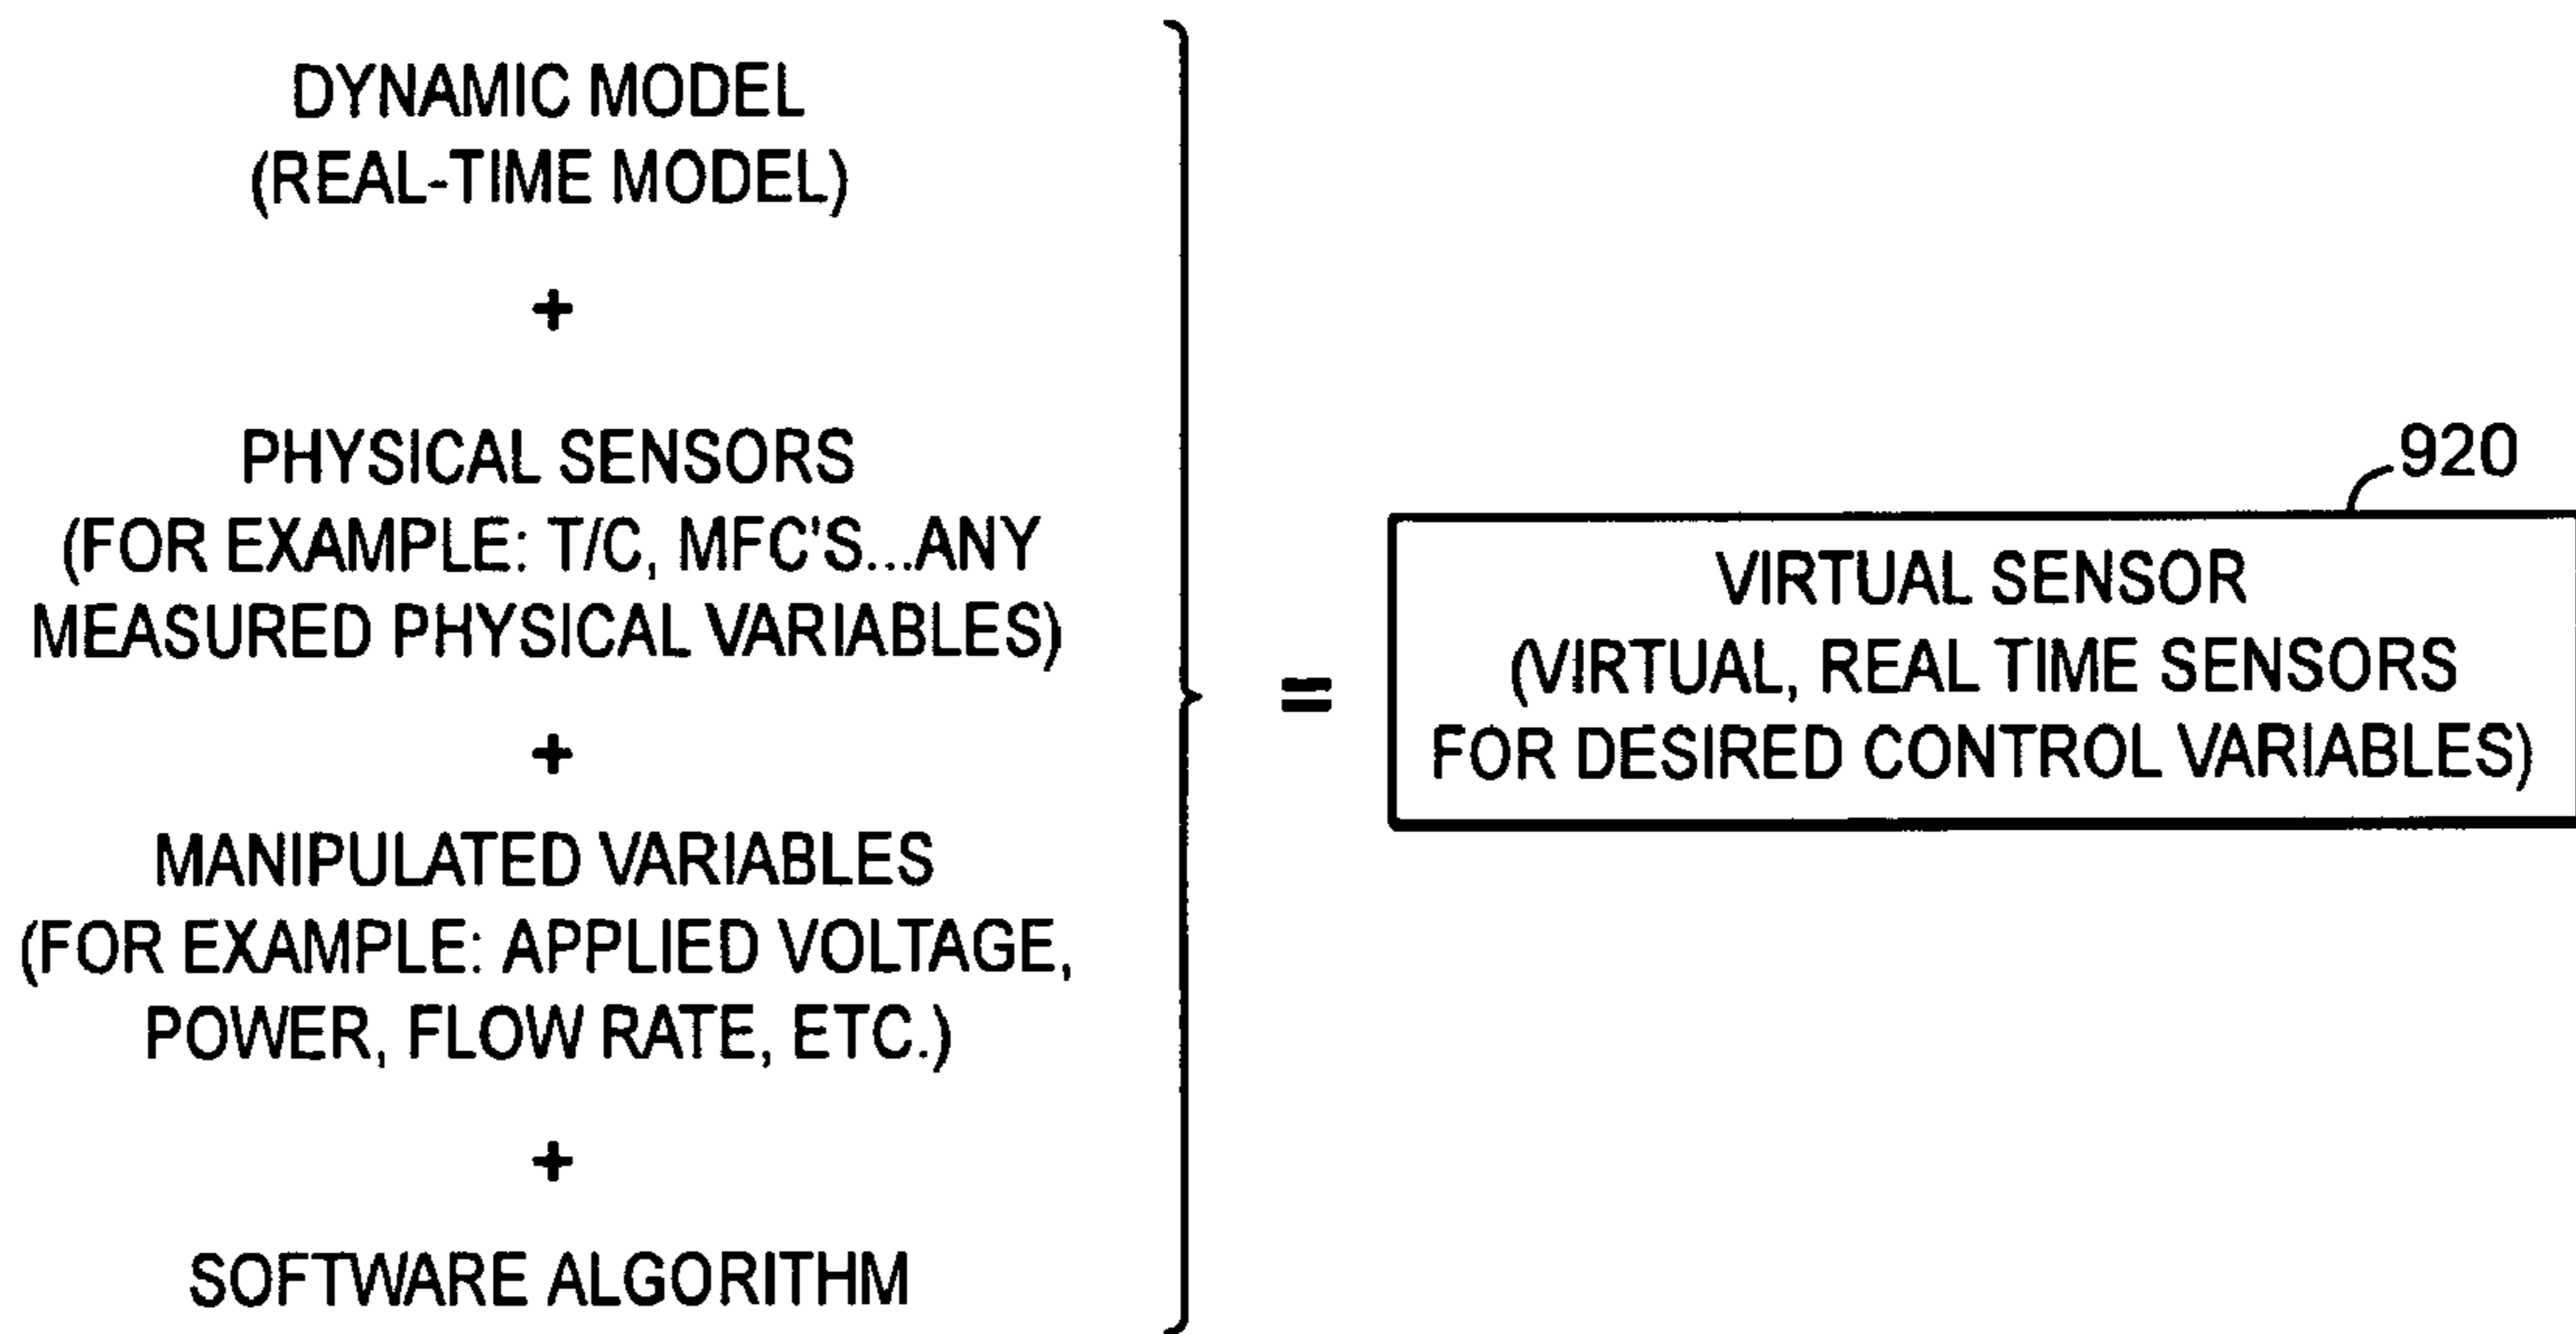 DYNAMIC MODEL
(REAL-TIME MODEL)
+
PHYSICAL SENSORS
(FOR EXAMPLE: T/C, MFC'S...ANY
MEASURED PHYSICAL VARIABLES)
+
MANIPULATED VARIABLES
(FOR EXAMPLE: APPLIED VOLTAGE,
POWER, FLOW RATE, ETC.)
+
SOFTWARE ALGORITHM
=
920
VIRTUAL SENSOR
(VIRTUAL, REAL TIME SENSORS
FOR DESIRED CONTROL VARIABLES)